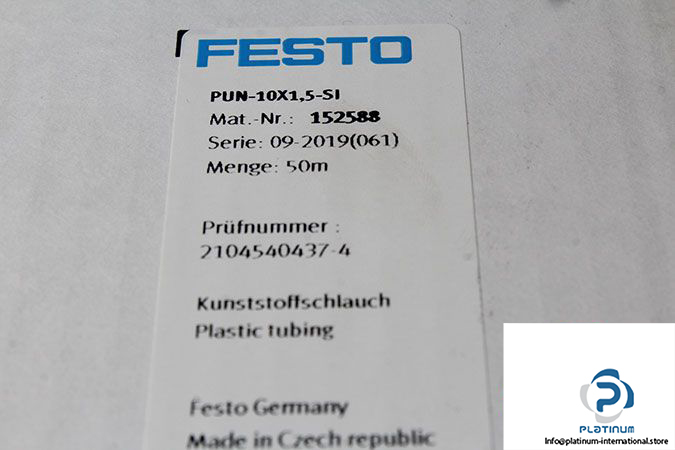 FESTO
PUN-10X1,5-SI
Mat.-Nr.: 152588
Serie: 09-2019(061)
Menge: 50m
Prüfnummer :
2104540437-4
Kunststoffschlauch
Plastic tubing
Festo Germany
Made in Czech republic
PLATINUM
Info@platinum-international.store